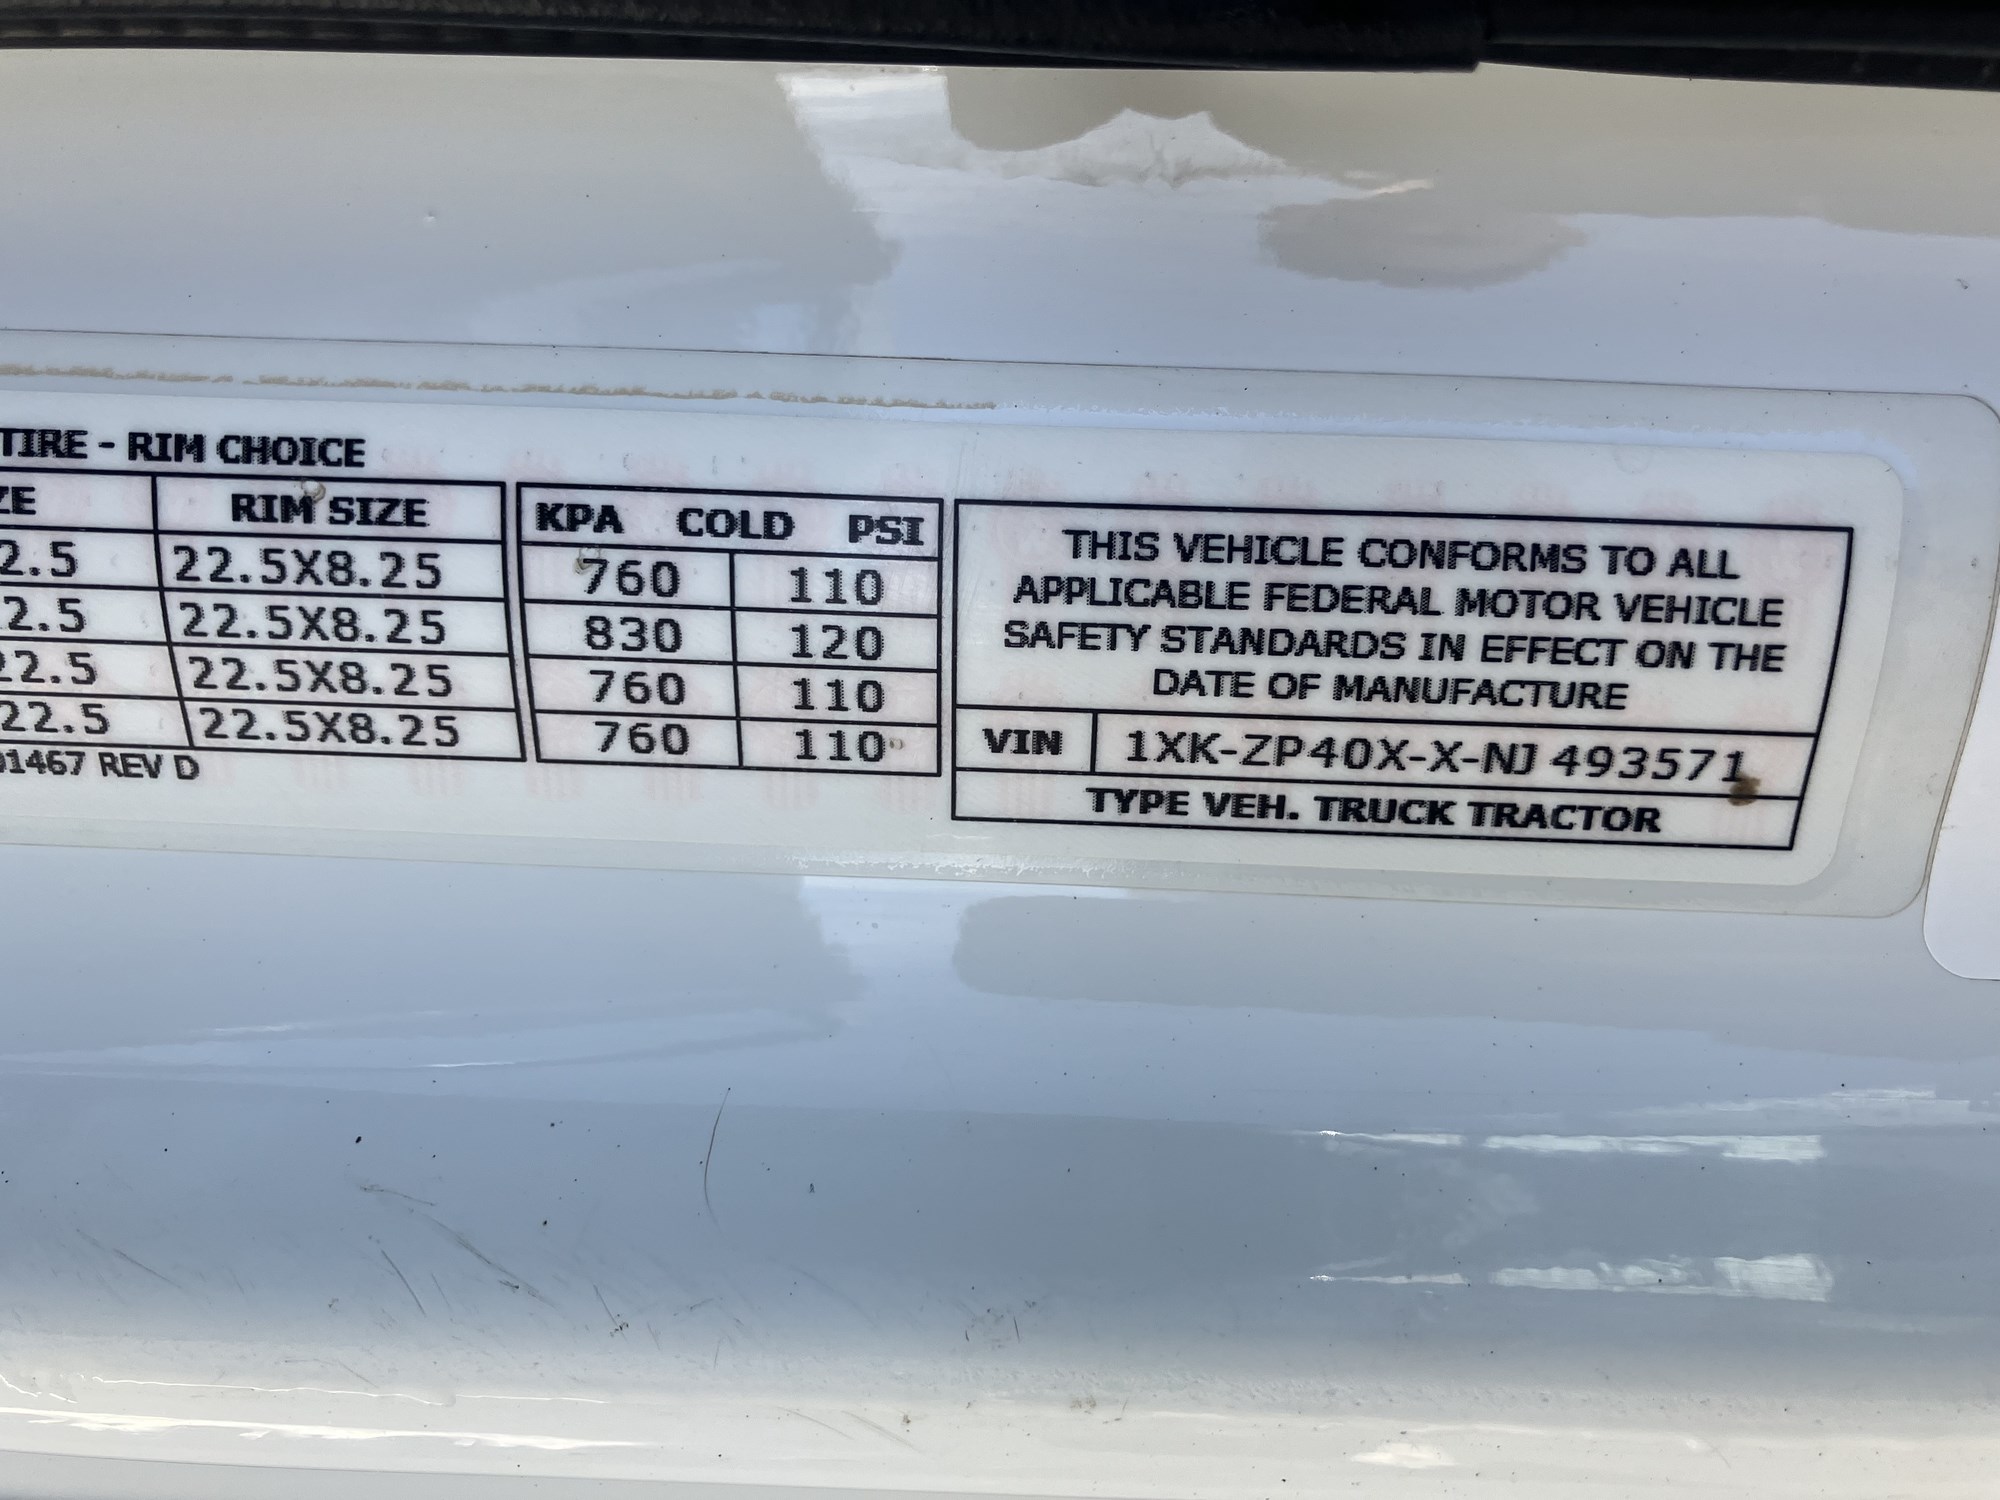 TIRE - RIM CHOICE
ZE RIM SIZE KPA COLD PSI
2.5 22.5X8.25 760 110
2.5 22.5X8.25 830 120
22.5 22.5X8.25 760 110
22.5 22.5X8.25 760 110
01467 REV D
THIS VEHICLE CONFORMS TO ALL
APPLICABLE FEDERAL MOTOR VEHICLE
SAFETY STANDARDS IN EFFECT ON THE
DATE OF MANUFACTURE
VIN 1XK-ZP40X-X-NJ 493571
TYPE VEH. TRUCK TRACTOR